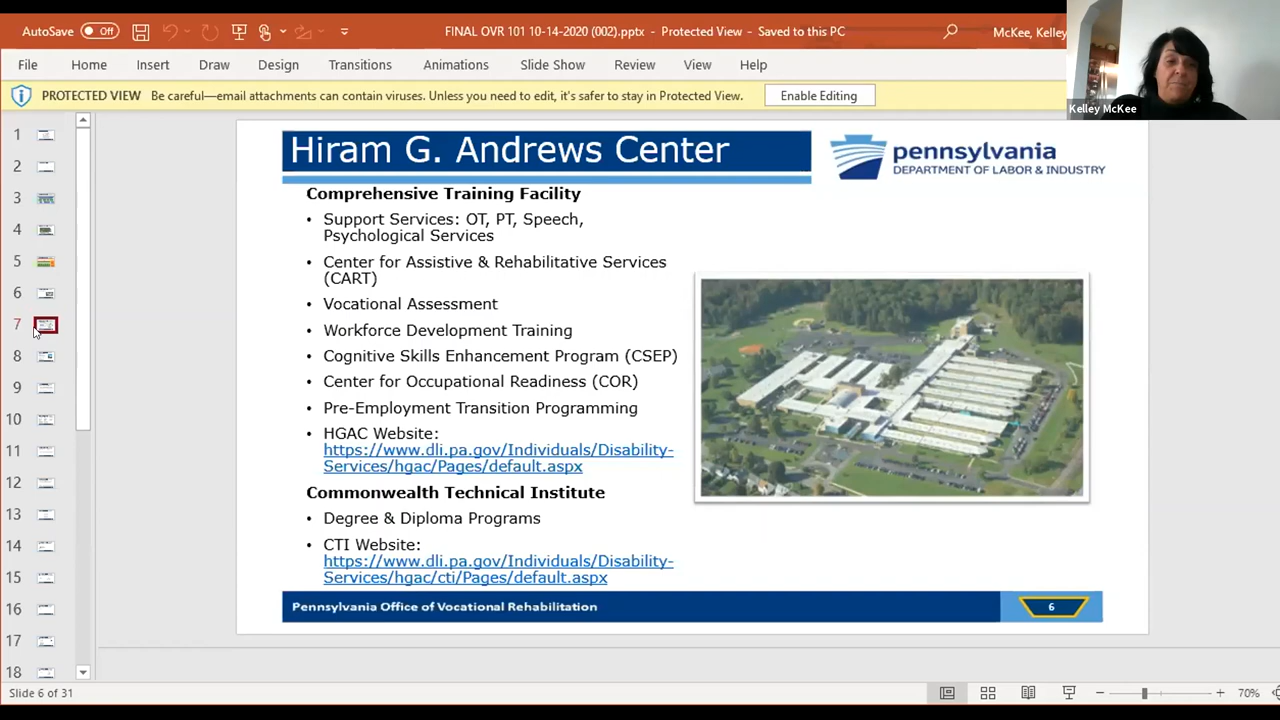 AutoSave Off
FINAL OVR 101 10-14-2020 (002).pptx - Protected View - Saved to this PC
McKee, Kelley
File Home Insert Draw Design Transitions Animations Slide Show Review View Help
PROTECTED VIEW Be careful—email attachments can contain viruses. Unless you need to edit, it's safer to stay in Protected View. Enable Editing
Kelley McKee
1
2
3
4
5
6
7
8
9
10
11
12
13
14
15
16
17
18
Hiram G. Andrews Center
pennsylvania
DEPARTMENT OF LABOR & INDUSTRY
Comprehensive Training Facility
• Support Services: OT, PT, Speech,
Psychological Services
• Center for Assistive & Rehabilitative Services
(CART)
• Vocational Assessment
• Workforce Development Training
• Cognitive Skills Enhancement Program (CSEP)
• Center for Occupational Readiness (COR)
• Pre-Employment Transition Programming
• HGAC Website:
https://www.dli.pa.gov/Individuals/Disability-
Services/hgac/Pages/default.aspx
Commonwealth Technical Institute
• Degree & Diploma Programs
• CTI Website:
https://www.dli.pa.gov/Individuals/Disability-
Services/hgac/cti/Pages/default.aspx
Pennsylvania Office of Vocational Rehabilitation
6
Slide 6 of 31
70%